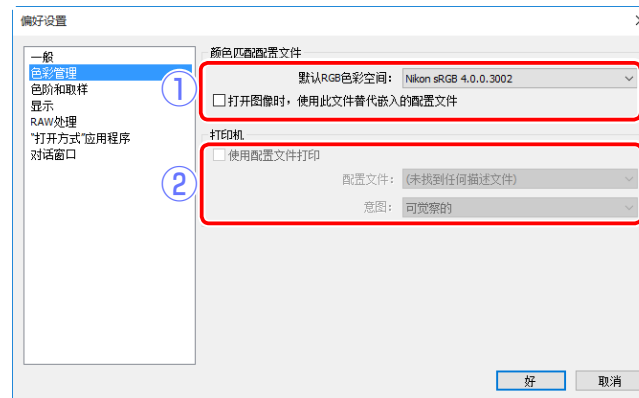 偏好设置
一般
色彩管理
色阶和取样
显示
RAW处理
"打开方式"应用程序
对话窗口
颜色匹配配置文件
①
默认RGB色彩空间： Nikon sRGB 4.0.0.3002
打开图像时，使用此文件替代嵌入的配置文件
打印机
②
使用配置文件打印
配置文件： (未找到任何描述文件)
意图： 可觉察的
好 取消